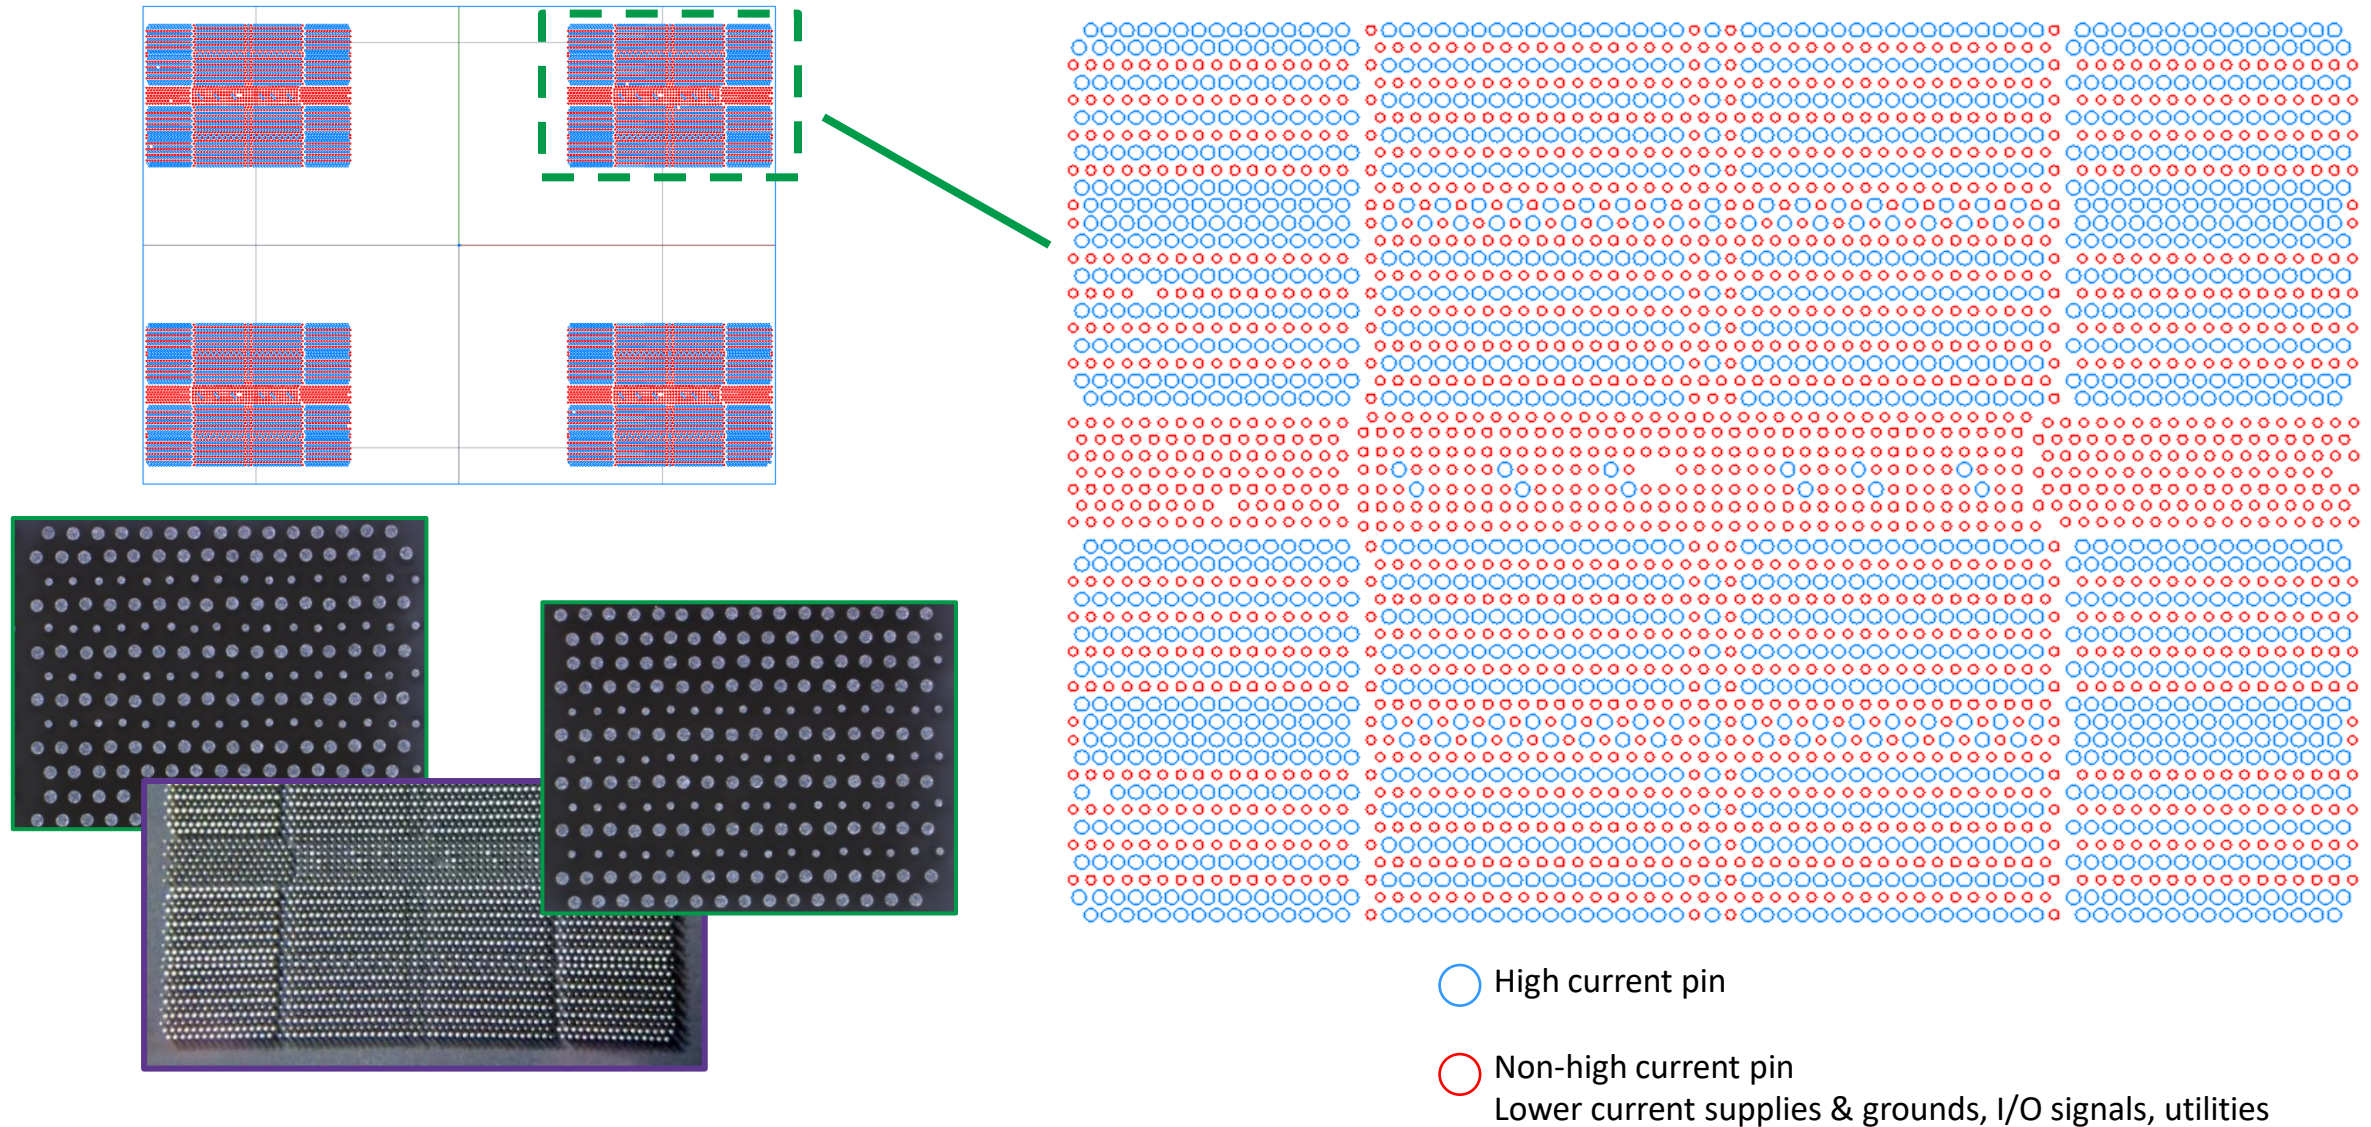 High current pin
Non-high current pin
Lower current supplies & grounds, I/O signals, utilities